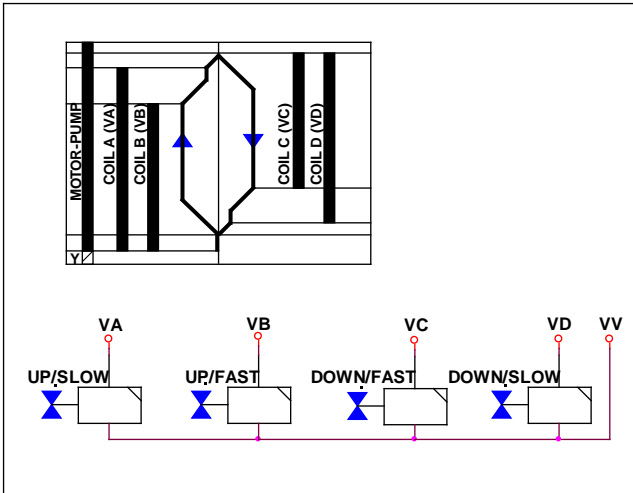 MOTOR-PUMP
COIL A (VA)
COIL B (VB)
COIL C (VC)
COIL D (VD)
Y
VA
VB
VC
VD
VV
UP/SLOW
UP/FAST
DOWN/FAST
DOWN/SLOW